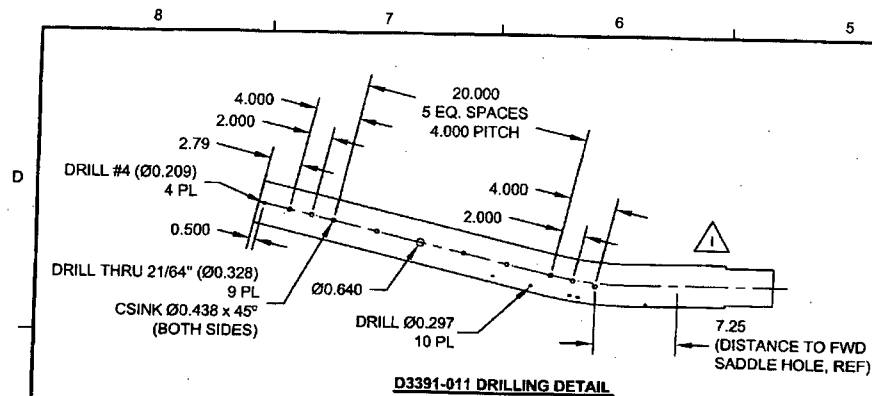 8
7
6
5
D
20.000
5 EQ. SPACES
4.000 PITCH
4.000
2.000
2.79
DRILL #4 (Ø0.209)
4 PL
0.500
4.000
2.000
1
DRILL THRU 21/64" (Ø0.328)
9 PL
CSINK Ø0.438 x 45º
(BOTH SIDES)
Ø0.640
DRILL Ø0.297
10 PL
7.25
(DISTANCE TO FWD
SADDLE HOLE, REF)
D3391-011 DRILLING DETAIL